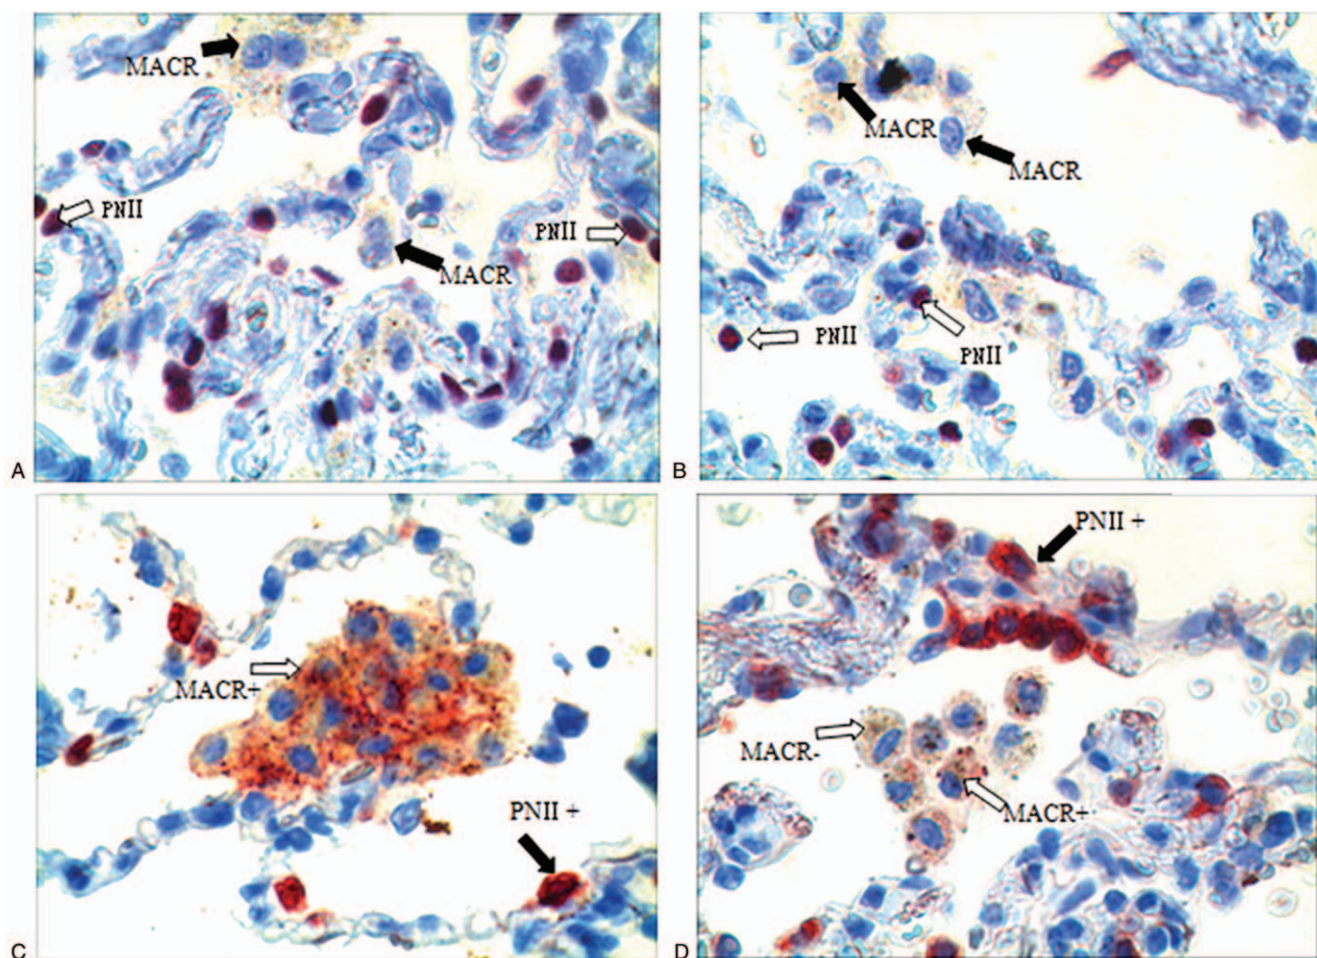 MACR
PNII
PNII
MACR
A
MACR
MACR
PNII
PNII
B
MACR+
PNII +
C
PNII +
MACR-
MACR+
D